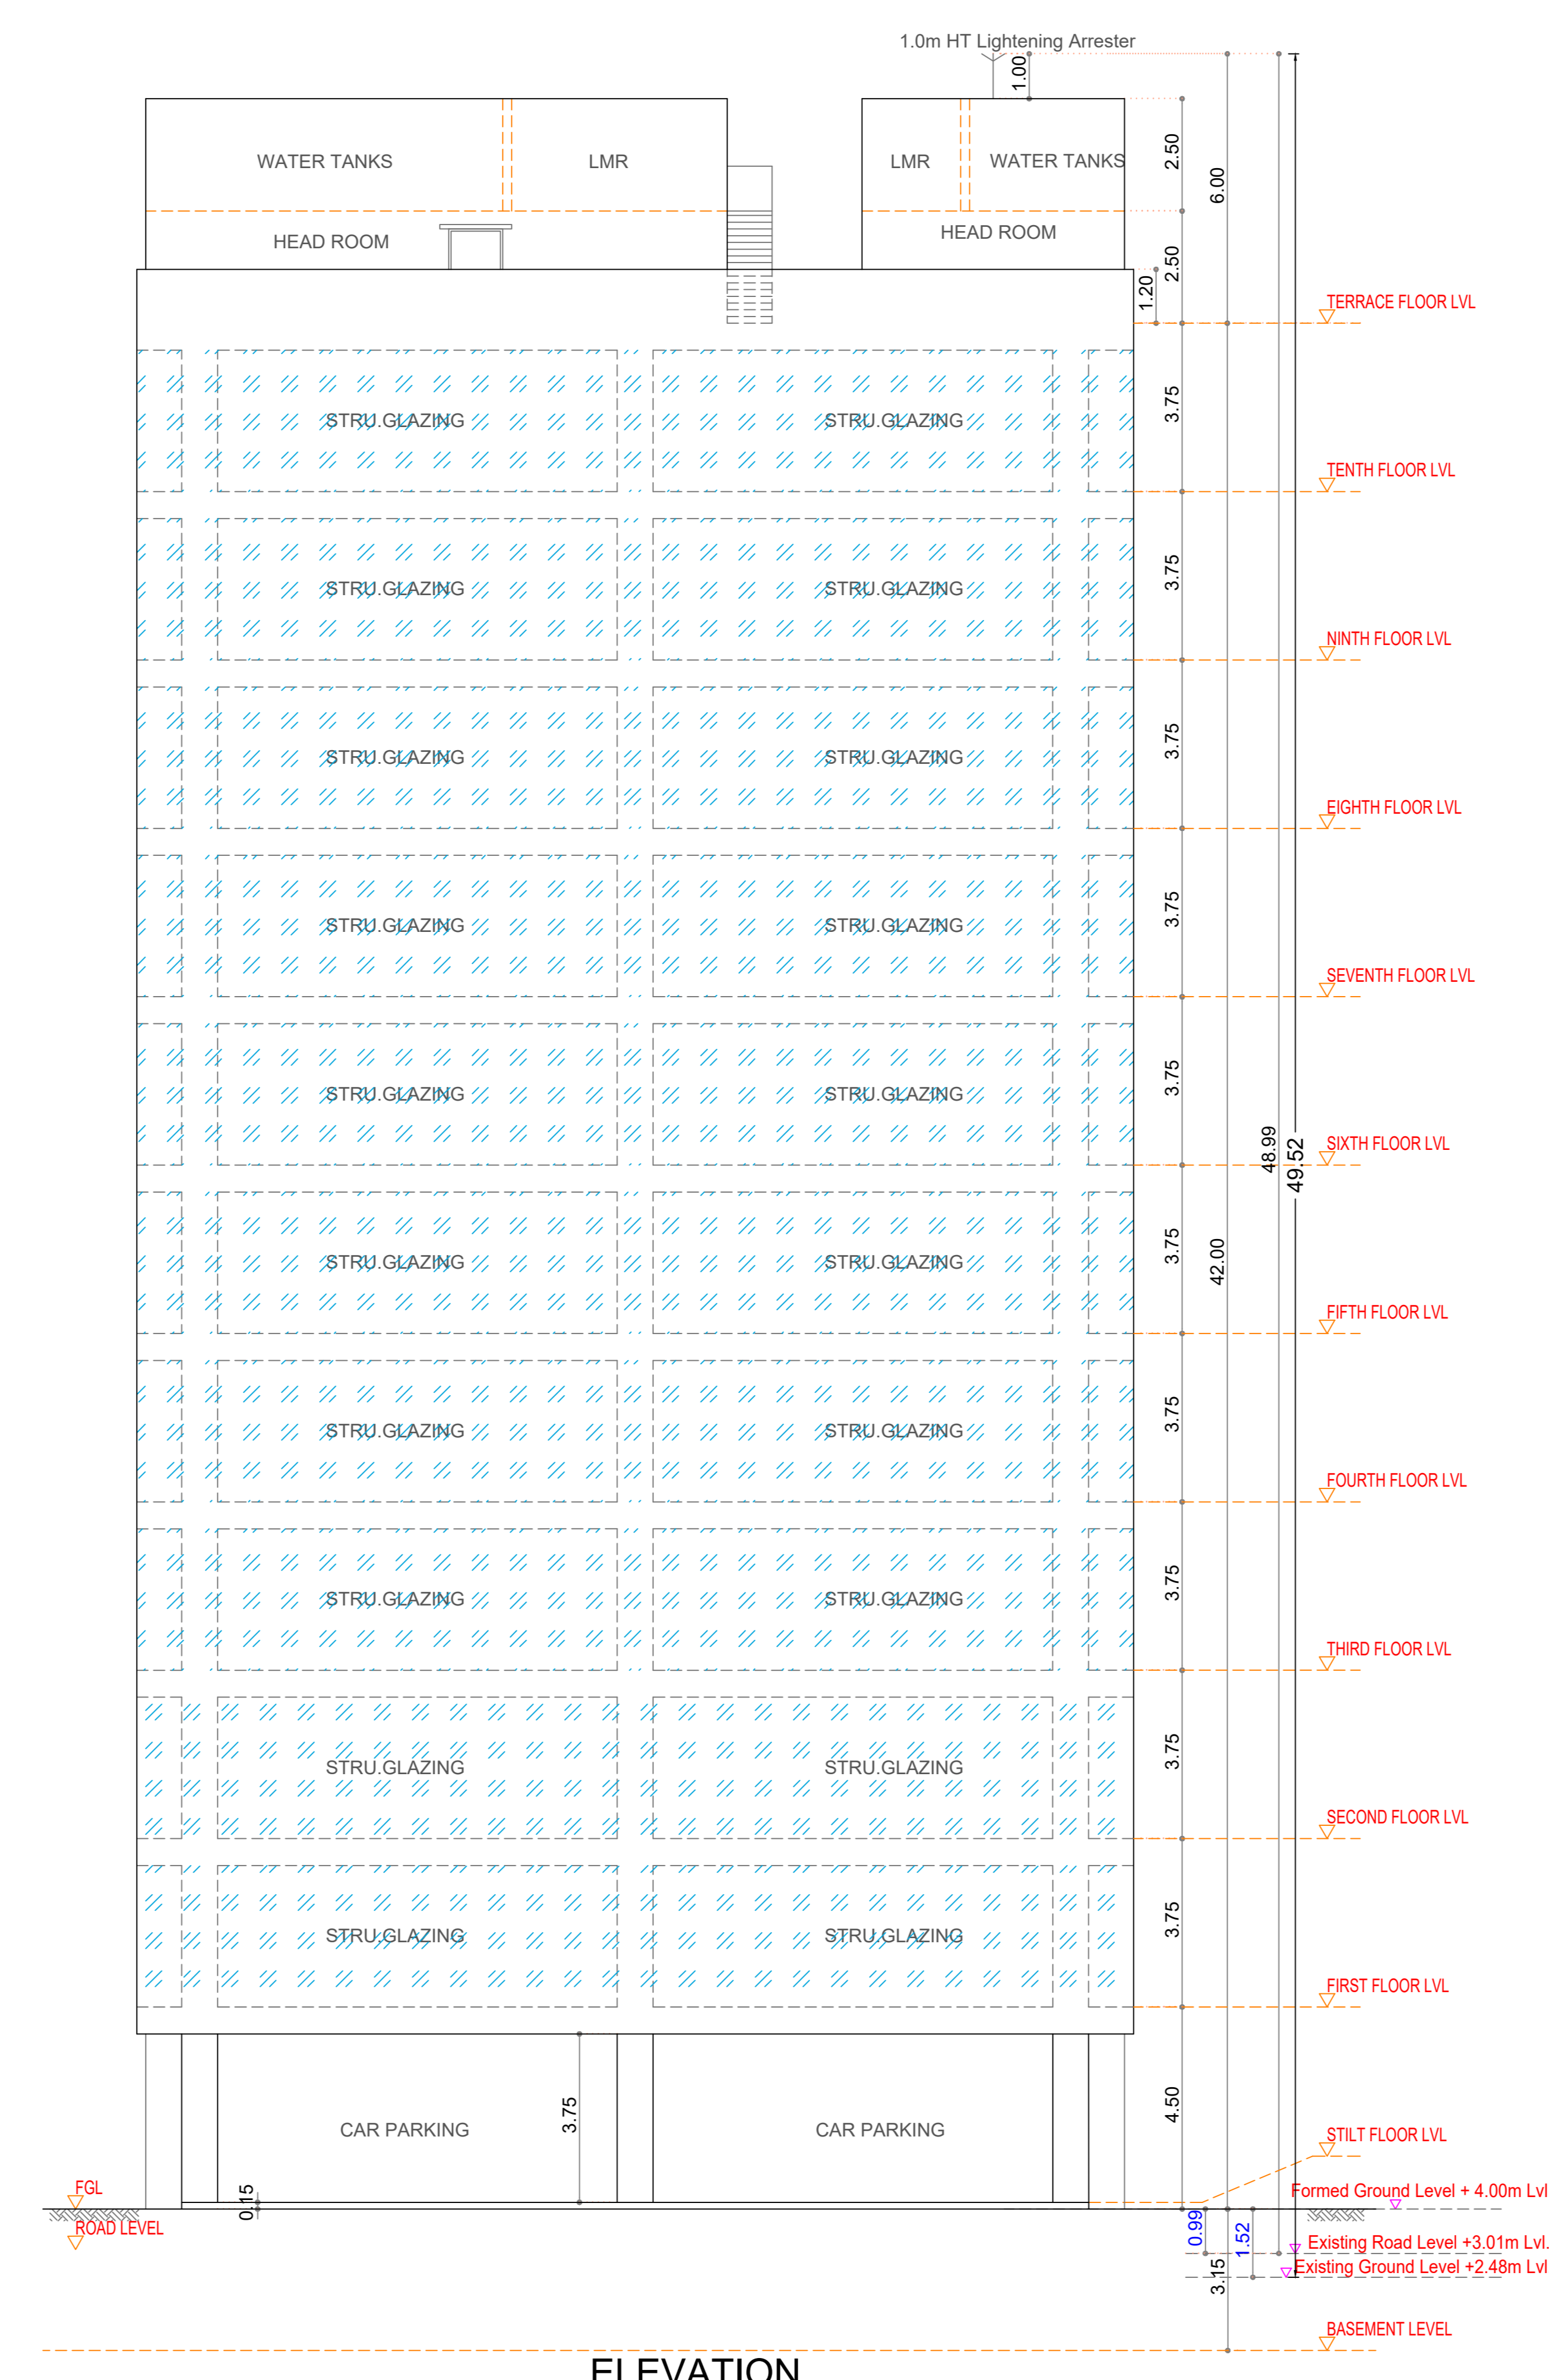 1.0m HT Lightening Arrester
1.00
WATER TANKS
LMR
LMR
WATER TANKS
2.50
6.00
HEAD ROOM
HEAD ROOM
2.50
1.20
TERRACE FLOOR LVL
STRU.GLAZING
STRU.GLAZING
3.75
TENTH FLOOR LVL
STRU.GLAZING
STRU.GLAZING
3.75
NINTH FLOOR LVL
STRU.GLAZING
STRU.GLAZING
3.75
EIGHTH FLOOR LVL
STRU.GLAZING
STRU.GLAZING
3.75
SEVENTH FLOOR LVL
STRU.GLAZING
STRU.GLAZING
3.75
48.99
49.52
SIXTH FLOOR LVL
STRU.GLAZING
STRU.GLAZING
3.75
42.00
FIFTH FLOOR LVL
STRU.GLAZING
STRU.GLAZING
3.75
FOURTH FLOOR LVL
STRU.GLAZING
STRU.GLAZING
3.75
THIRD FLOOR LVL
STRU.GLAZING
STRU.GLAZING
3.75
SECOND FLOOR LVL
STRU.GLAZING
STRU.GLAZING
3.75
FIRST FLOOR LVL
CAR PARKING
3.75
CAR PARKING
4.50
STILT FLOOR LVL
FGL
0.15
Formed Ground Level + 4.00m Lvl
ROAD LEVEL
0.99
1.52
Existing Road Level +3.01m Lvl.
Existing Ground Level +2.48m Lvl
3.15
BASEMENT LEVEL
ELEVATION